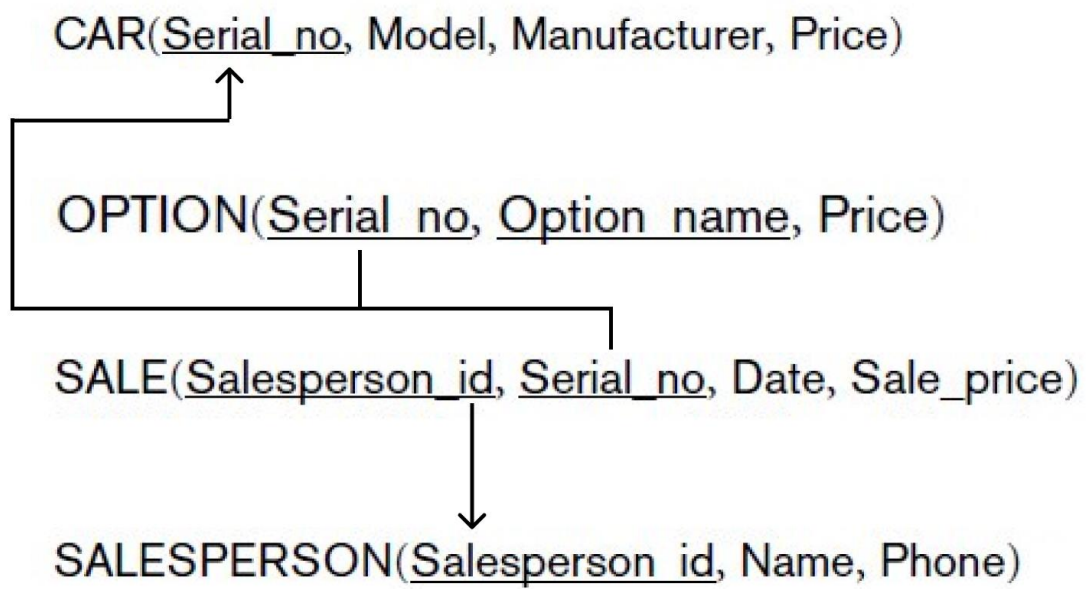 CAR(Serial_no, Model, Manufacturer, Price)
OPTION(Serial_no, Option_name, Price)
SALE(Salesperson_id, Serial_no, Date, Sale_price)
SALESPERSON(Salesperson_id, Name, Phone)